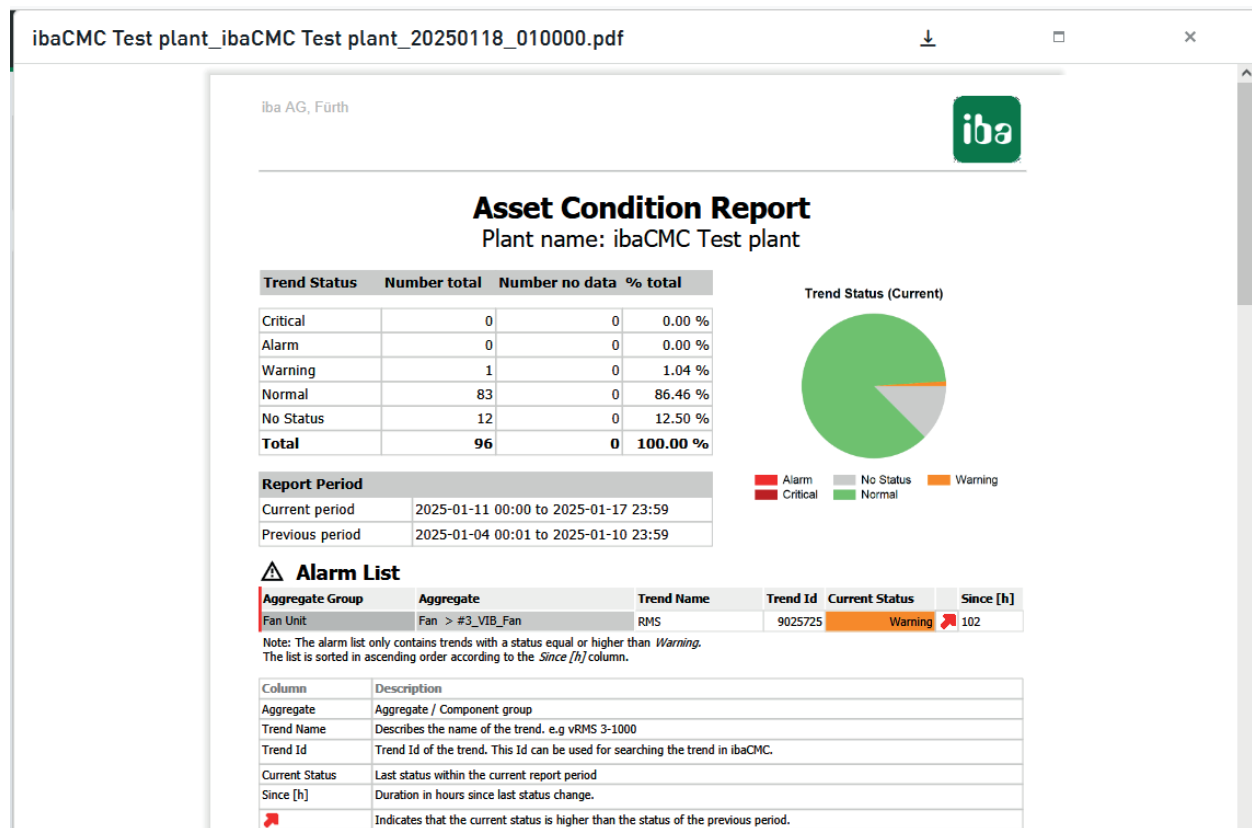 ibaCMC Test plant_ibaCMC Test plant_20250118_010000.pdf
iba AG, Fürth
iba
Asset Condition Report
Plant name: ibaCMC Test plant
Trend Status Number total Number no data % total
Critical 0 0 0.00 %
Alarm 0 0 0.00 %
Warning 1 0 1.04 %
Normal 83 0 86.46 %
No Status 12 0 12.50 %
Total 96 0 100.00 %
Trend Status (Current)
Alarm No Status Warning
Critical Normal
Report Period
Current period 2025-01-11 00:00 to 2025-01-17 23:59
Previous period 2025-01-04 00:01 to 2025-01-10 23:59
Alarm List
Aggregate Group Aggregate Trend Name Trend Id Current Status Since [h]
Fan Unit Fan > #3_VIB_Fan RMS 9025725 Warning 102
Note: The alarm list only contains trends with a status equal or higher than Warning.
The list is sorted in ascending order according to the Since [h] column.
Column Description
Aggregate Aggregate / Component group
Trend Name Describes the name of the trend. e.g vRMS 3-1000
Trend Id Trend Id of the trend. This Id can be used for searching the trend in ibaCMC.
Current Status Last status within the current report period
Since [h] Duration in hours since last status change.
Indicates that the current status is higher than the status of the previous period.